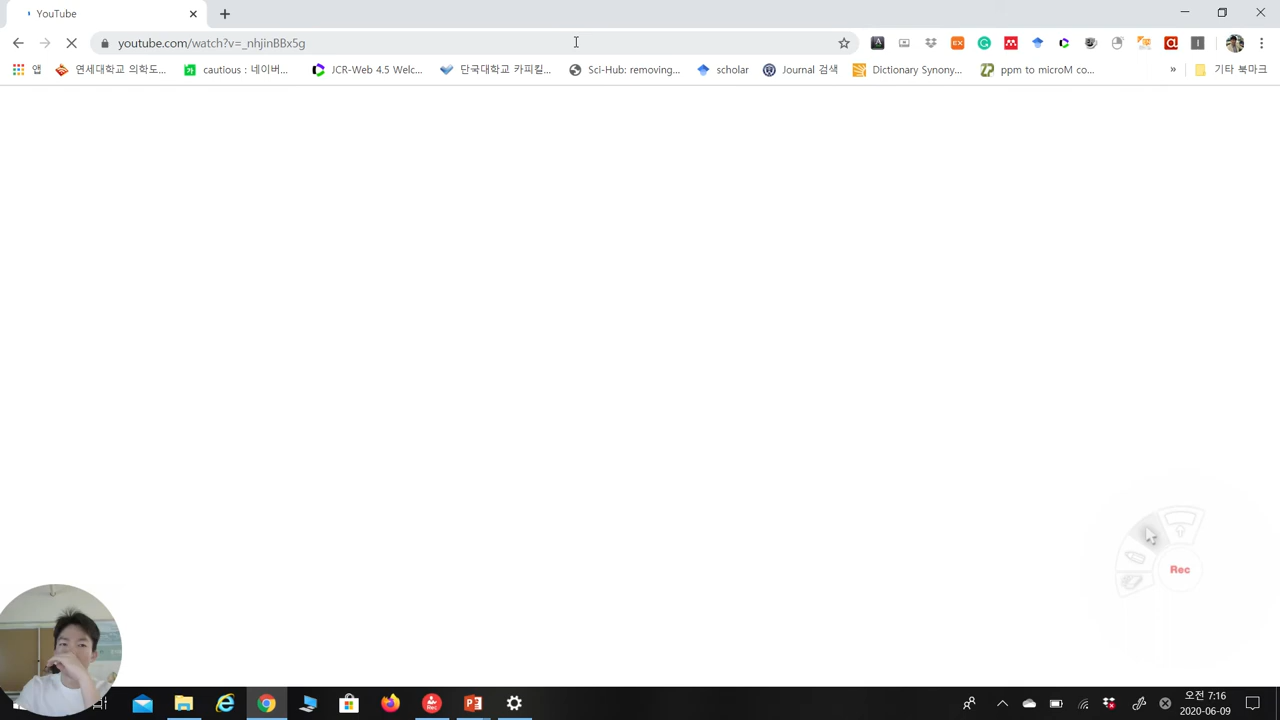 YouTube
youtube.com/watch?v=_nhjinBBx5g
앱
연세대학교 의학도...
cautious : 네이버...
JCR-Web 4.5 Welc...
단국대학교 카피킬...
Sci-Hub: removing...
scholar
Journal 검색
Dictionary Synony...
ppm to microM co...
»
기타 북마크
Rec
오전 7:16
2020-06-09